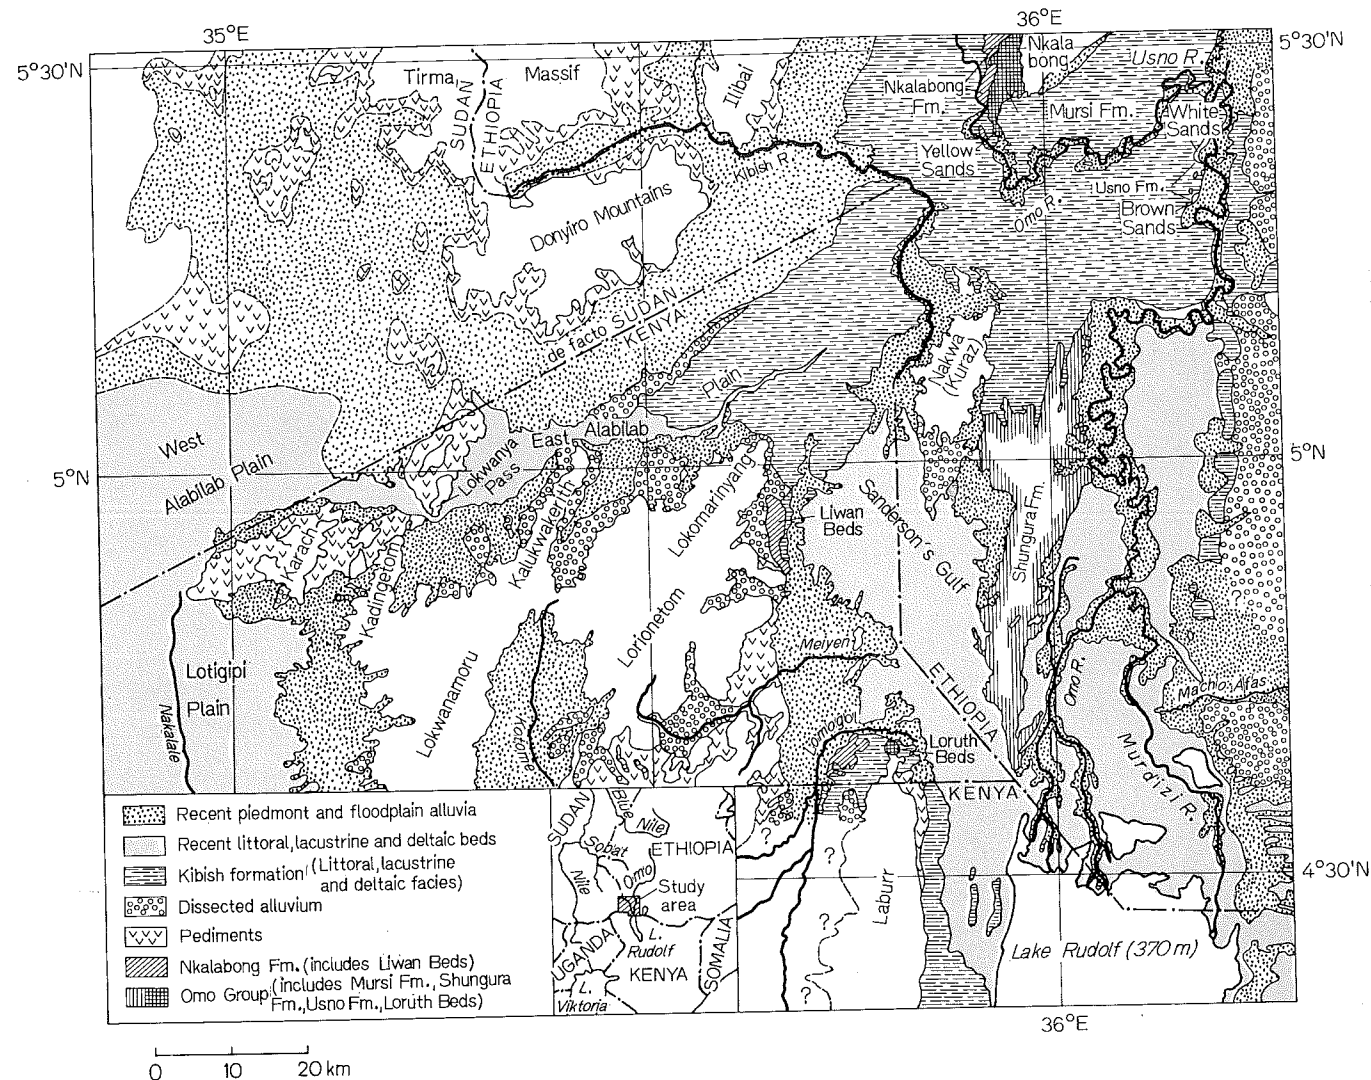 35°E
36°E
5°30'N
5°30'N
Tirma
Massif
SUDAN
ETHIOPIA
Ilibai
Nkala
bong
Usno R.
Nkalabong
Fm.
Mursi Fm.
White
Sands
Yellow
Sands
Kibish R.
Usno Fm.
Brown
Sands
Omo R.
Donyiro Mountains
de facto SUDAN
KENYA
Nakwa
(Kuraz)
Plain
West
Alabilab Plain
East Alabilab
Lokwanya
Pass
5°N
5°N
Liwan
Beds
Sanderson's Gulf
Shungura Fm.
Lokomarinyang
Kalukwakerith
Karach
Kadingetom
Lorionetom
Meiyen
Lotigipi
Plain
Nakalale
Lokwanamoru
Kokome
Lomogol
Loruth
Beds
ETHIOPIA
KENYA
Omo R.
Machio; Afas
Murdizi R.
?
Recent piedmont and floodplain alluvia
Recent littoral, lacustrine and deltaic beds
Kibish formation (Littoral, lacustrine
and deltaic facies)
Dissected alluvium
Pediments
Nkalabong Fm. (includes Liwan Beds)
Omo Group (includes Mursi Fm., Shungura
Fm., Usno Fm., Loruth Beds)
SUDAN
Blue
Nile
Sobat
ETHIOPIA
Nile
Omo
Study
area
L.
Rudolf
UGANDA
KENYA
SOMALIA
L.
Viktoria
?
?
?
?
Laburr
4°30'N
Lake Rudolf (370 m)
36°E
0 10 20 km